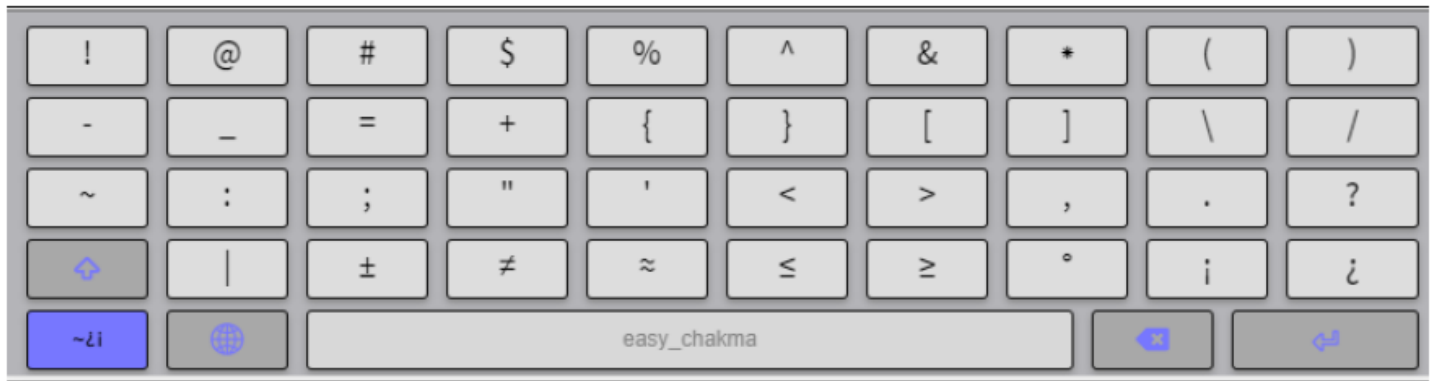 ! @ # $ % ^ & * ( )
- _ = + { } [ ] \ /
~ : ; " ' < > , . ?
| ± ≠ ≈ ≤ ≥ ° ¡ ¿
~¿¡ easy_chakma